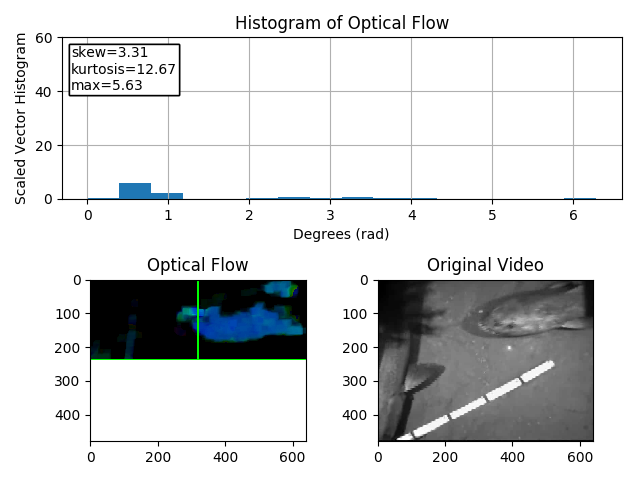 Histogram of Optical Flow
Scaled Vector Histogram
60
40
20
0
skew=3.31
kurtosis=12.67
max=5.63
0 1 2 3 4 5 6
Degrees (rad)
Optical Flow
0
100
200
300
400
0 200 400 600
Original Video
0
100
200
300
400
0 200 400 600